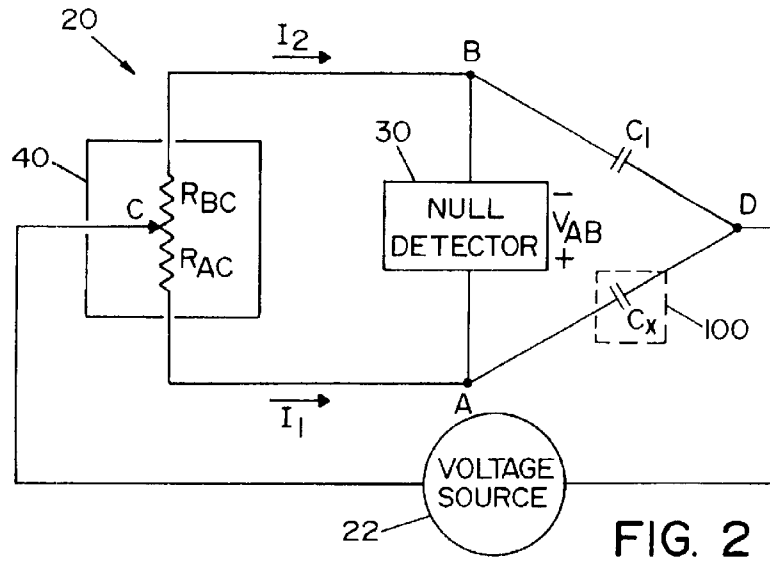 20
I2
B
40
30
C1
RBC
C
NULL
DETECTOR
−
VAB
+
D
RAC
Cx
100
I1
A
VOLTAGE
SOURCE
22
FIG. 2